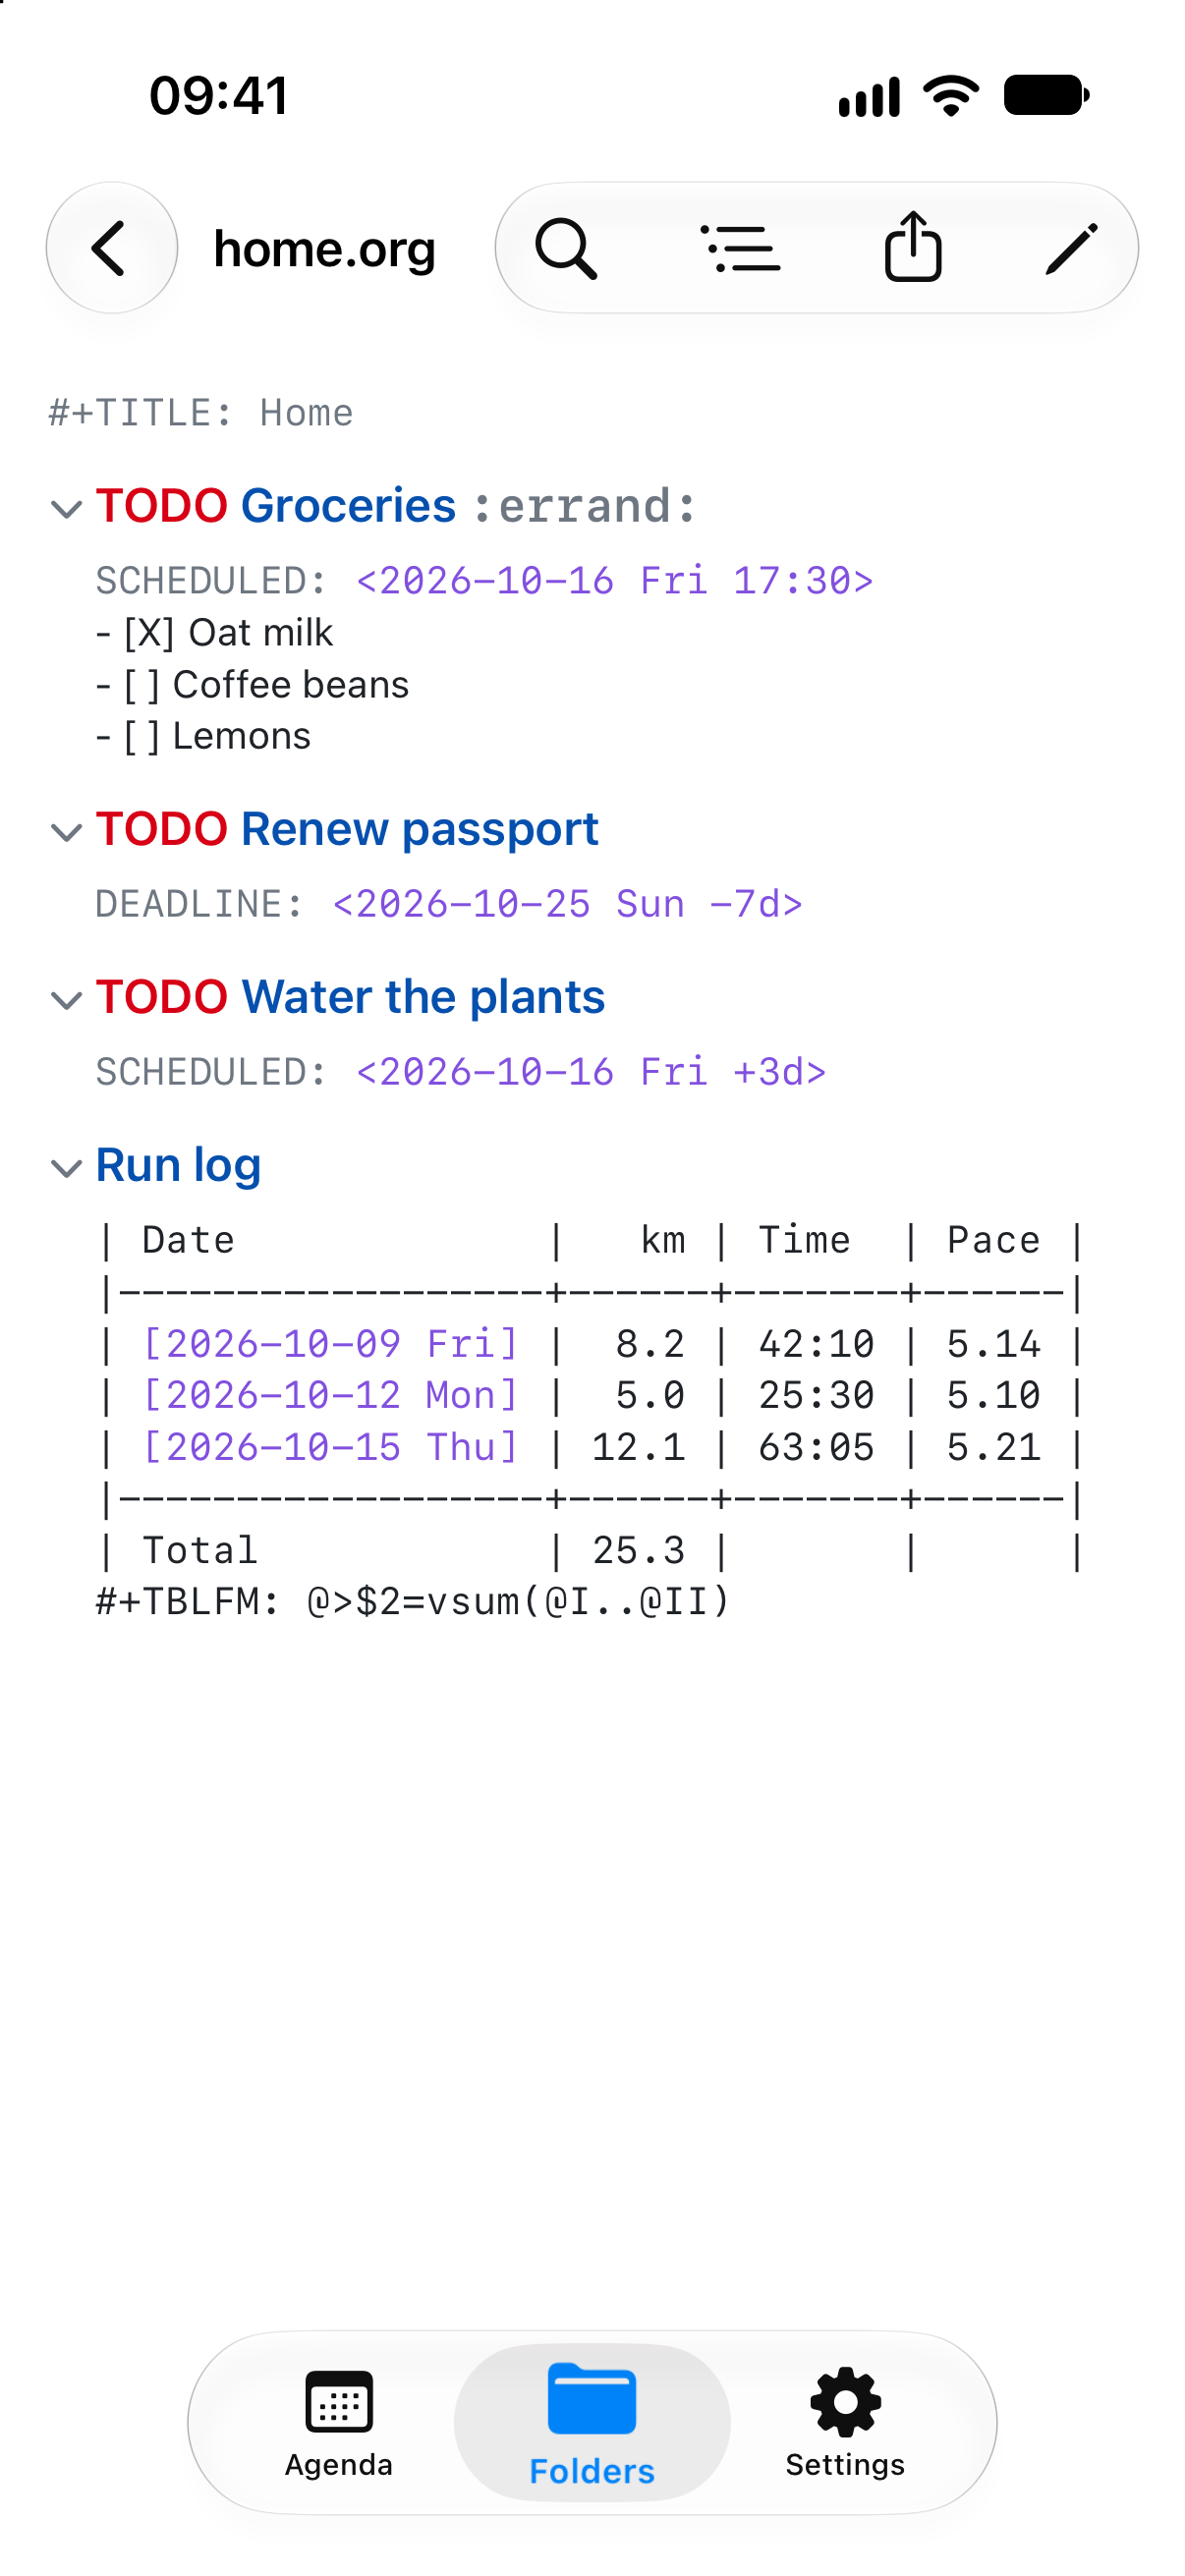 09:41
home.org
#+TITLE: Home
TODO Groceries :errand:
SCHEDULED: <2026-10-16 Fri 17:30>
- [X] Oat milk
- [ ] Coffee beans
- [ ] Lemons
TODO Renew passport
DEADLINE: <2026-10-25 Sun -7d>
TODO Water the plants
SCHEDULED: <2026-10-16 Fri +3d>
Run log
| Date             |   km | Time  | Pace |
|------------------+------+-------+------|
| [2026-10-09 Fri] |  8.2 | 42:10 | 5.14 |
| [2026-10-12 Mon] |  5.0 | 25:30 | 5.10 |
| [2026-10-15 Thu] | 12.1 | 63:05 | 5.21 |
|------------------+------+-------+------|
| Total            | 25.3 |       |      |
#+TBLFM: @>$2=vsum(@I..@II)
Agenda
Folders
Settings